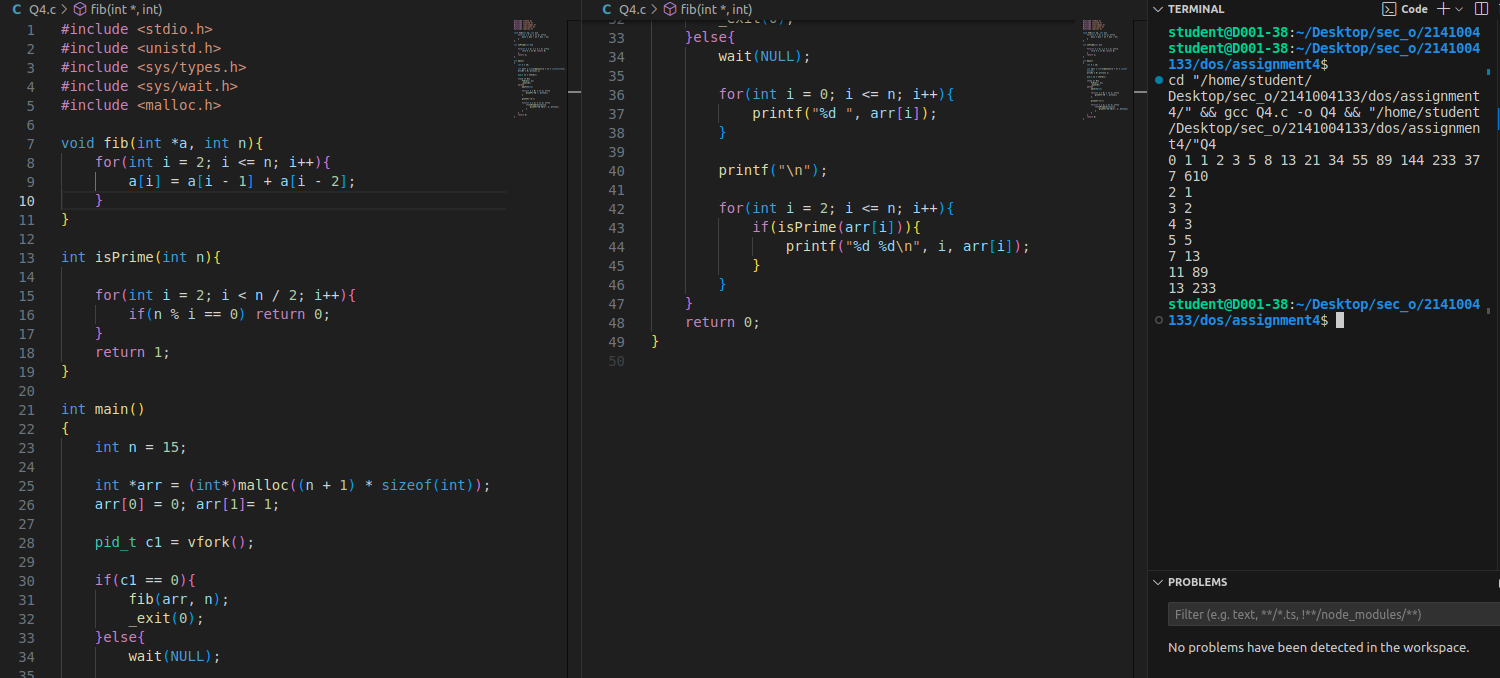 C Q4.c > fib(int *, int)
1 #include <stdio.h>
2 #include <unistd.h>
3 #include <sys/types.h>
4 #include <sys/wait.h>
5 #include <malloc.h>
6
7 void fib(int *a, int n){
8 for(int i = 2; i <= n; i++){
9 a[i] = a[i - 1] + a[i - 2];
10 }
11 }
12
13 int isPrime(int n){
14
15 for(int i = 2; i < n / 2; i++){
16 if(n % i == 0) return 0;
17 }
18 return 1;
19 }
20
21 int main()
22 {
23 int n = 15;
24
25 int *arr = (int*)malloc((n + 1) * sizeof(int));
26 arr[0] = 0; arr[1]= 1;
27
28 pid_t c1 = vfork();
29
30 if(c1 == 0){
31 fib(arr, n);
32 _exit(0);
33 }else{
34 wait(NULL);
35
C Q4.c > fib(int *, int)
32 _exit(0);
33 }else{
34 wait(NULL);
35
36 for(int i = 0; i <= n; i++){
37 printf("%d ", arr[i]);
38 }
39
40 printf("\n");
41
42 for(int i = 2; i <= n; i++){
43 if(isPrime(arr[i])){
44 printf("%d %d\n", i, arr[i]);
45 }
46 }
47 }
48 return 0;
49 }
50
TERMINAL Code
student@D001-38:~/Desktop/sec_o/2141004
student@D001-38:~/Desktop/sec_o/2141004
133/dos/assignment4$
cd "/home/student/
Desktop/sec_o/2141004133/dos/assignment
4/" && gcc Q4.c -o Q4 && "/home/student
/Desktop/sec_o/2141004133/dos/assignmen
t4/"Q4
0 1 1 2 3 5 8 13 21 34 55 89 144 233 37
7 610
2 1
3 2
4 3
5 5
7 13
11 89
13 233
student@D001-38:~/Desktop/sec_o/2141004
133/dos/assignment4$
PROBLEMS
Filter (e.g. text, **/*.ts, !**/node_modules/**)
No problems have been detected in the workspace.